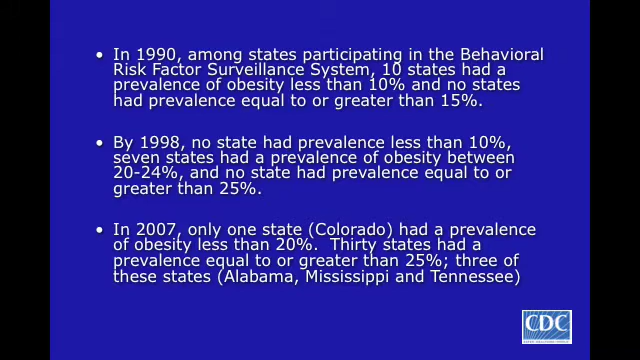 • In 1990, among states participating in the Behavioral
Risk Factor Surveillance System, 10 states had a
prevalence of obesity less than 10% and no states
had prevalence equal to or greater than 15%.
• By 1998, no state had prevalence less than 10%,
seven states had a prevalence of obesity between
20-24%, and no state had prevalence equal to or
greater than 25%.
• In 2007, only one state (Colorado) had a prevalence
of obesity less than 20%. Thirty states had a
prevalence equal to or greater than 25%; three of
these states (Alabama, Mississippi and Tennessee)
CDC